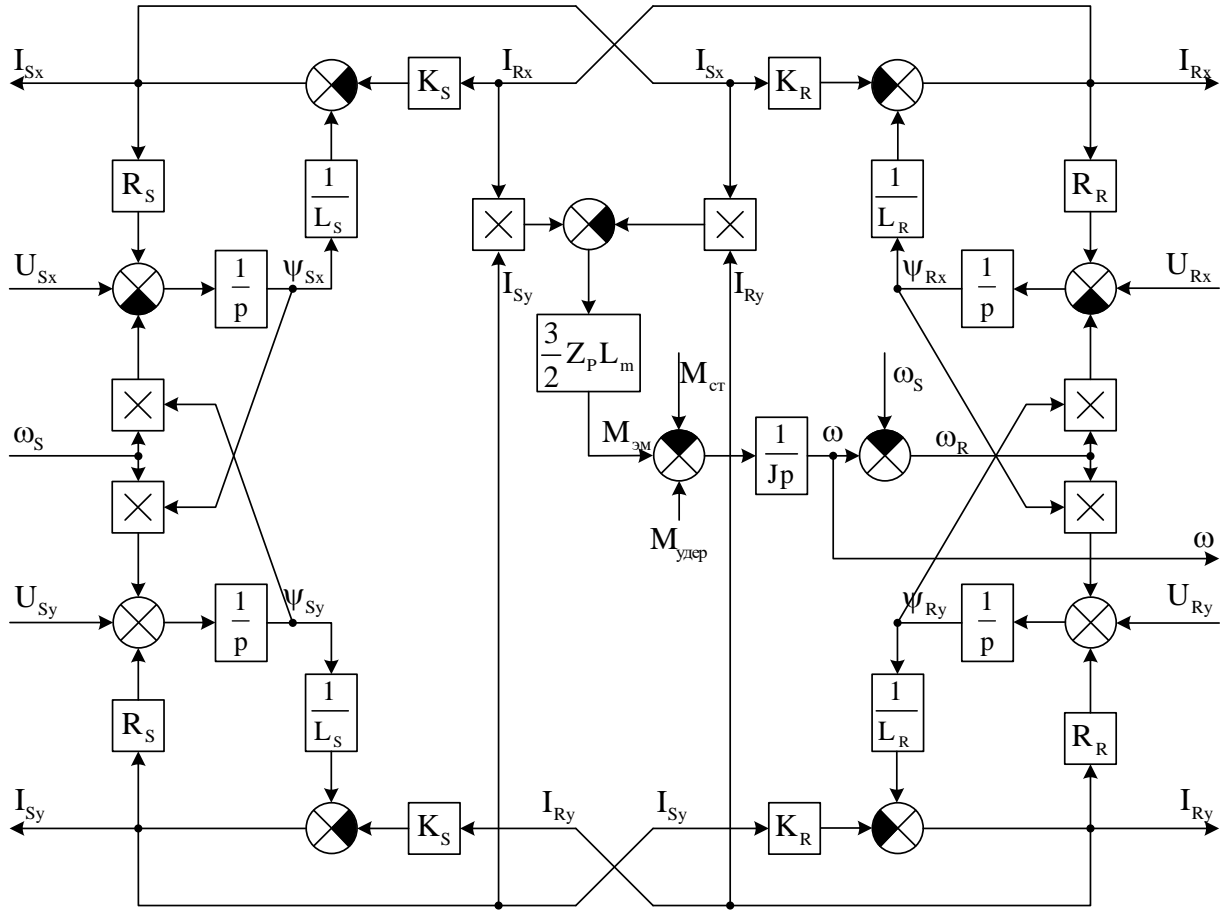 I_Sx I_Rx I_Sx I_Rx
K_S K_R
R_S 1/L_S × × 1/L_R R_R
U_Sx 1/p ψ_Sx I_Sy I_Ry ψ_Rx 1/p U_Rx
3/2 Z_P L_m
× M_ст ω_S ×
ω_S M_эм 1/Jp ω ω_R
× M_удер ×
ω
U_Sy 1/p ψ_Sy ψ_Ry 1/p U_Ry
R_S 1/L_S 1/L_R R_R
I_Sy I_Ry I_Sy I_Ry
K_S K_R